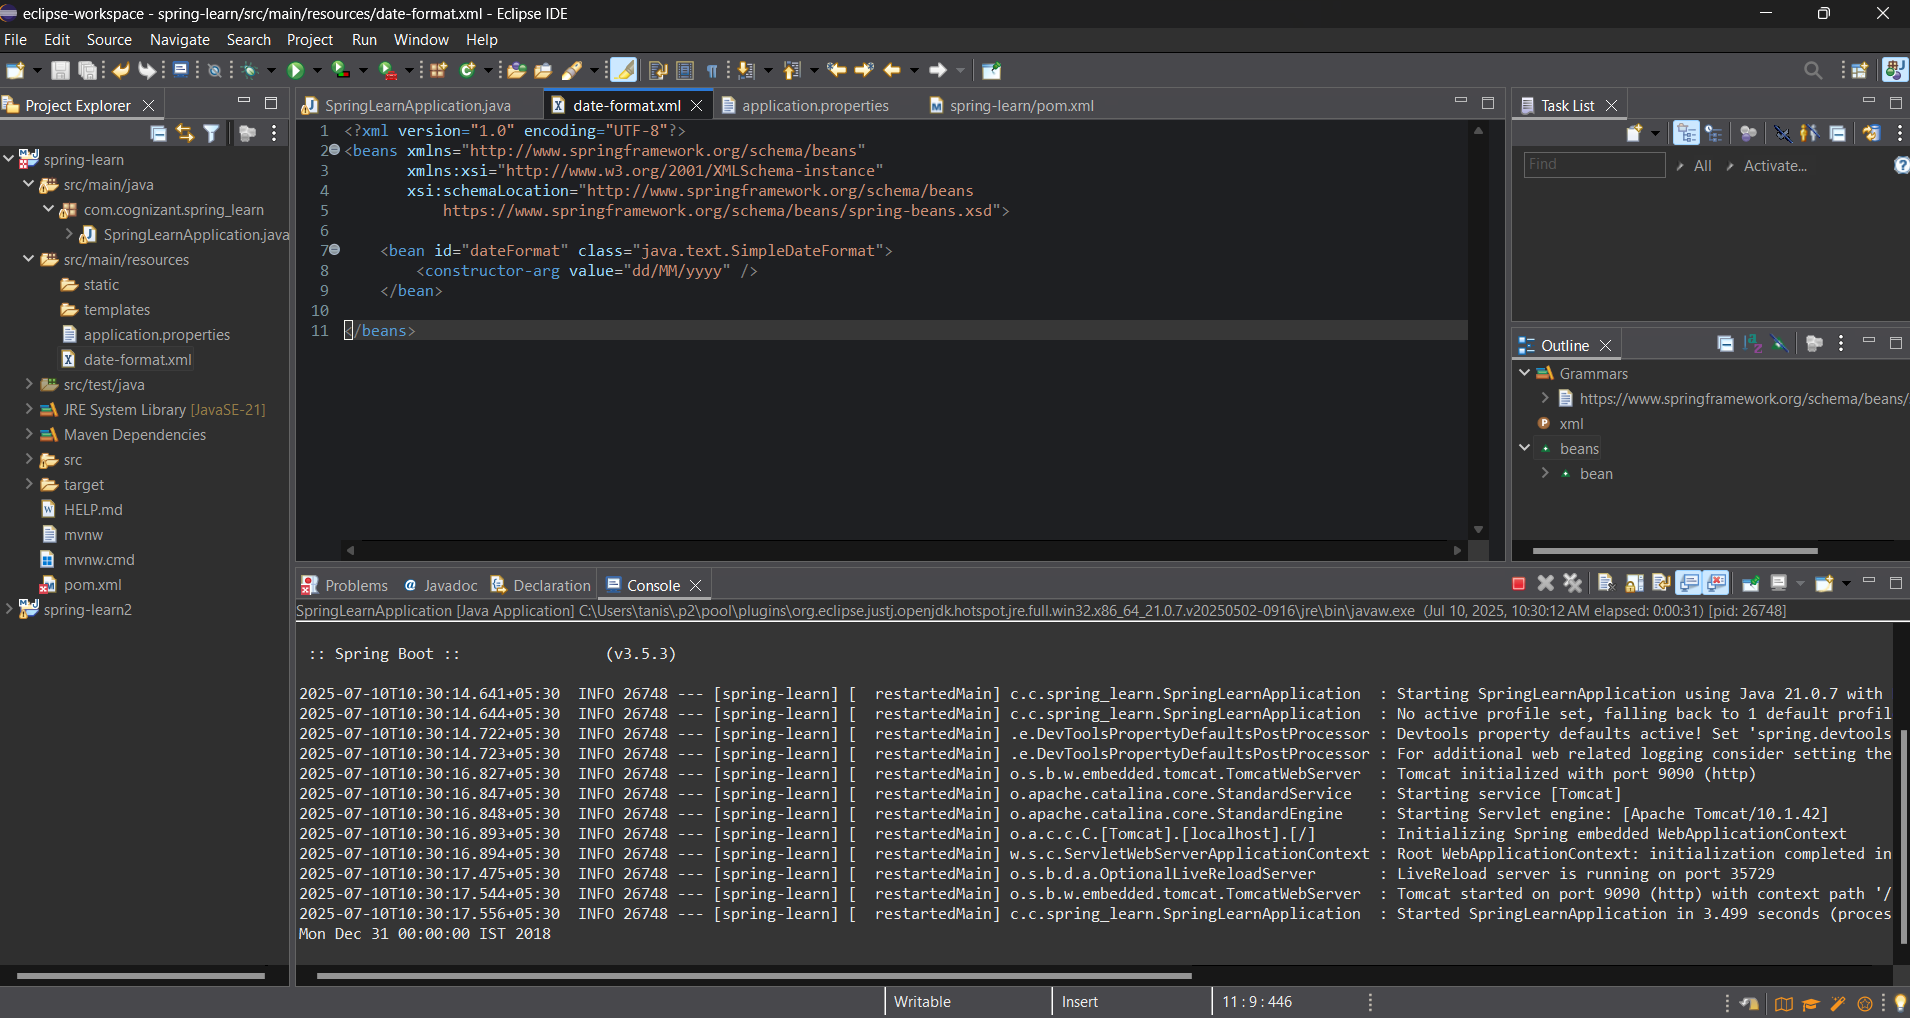 eclipse-workspace - spring-learn/src/main/resources/date-format.xml - Eclipse IDE
File Edit Source Navigate Search Project Run Window Help
Project Explorer
spring-learn
src/main/java
com.cognizant.spring_learn
SpringLearnApplication.java
src/main/resources
static
templates
application.properties
date-format.xml
src/test/java
JRE System Library [JavaSE-21]
Maven Dependencies
src
target
HELP.md
mvnw
mvnw.cmd
pom.xml
spring-learn2
SpringLearnApplication.java date-format.xml application.properties spring-learn/pom.xml
1 <?xml version="1.0" encoding="UTF-8"?>
2 <beans xmlns="http://www.springframework.org/schema/beans"
3 xmlns:xsi="http://www.w3.org/2001/XMLSchema-instance"
4 xsi:schemaLocation="http://www.springframework.org/schema/beans
5 https://www.springframework.org/schema/beans/spring-beans.xsd">
6
7 <bean id="dateFormat" class="java.text.SimpleDateFormat">
8 <constructor-arg value="dd/MM/yyyy" />
9 </bean>
10
11 </beans>
Task List
Find All Activate...
Outline
Grammars
https://www.springframework.org/schema/beans/
xml
beans
bean
Problems Javadoc Declaration Console
SpringLearnApplication [Java Application] C:\Users\tanis\.p2\pool\plugins\org.eclipse.justj.openjdk.hotspot.jre.full.win32.x86_64_21.0.7.v20250502-0916\jre\bin\javaw.exe (Jul 10, 2025, 10:30:12 AM elapsed: 0:00:31) [pid: 26748]
:: Spring Boot :: (v3.5.3)
2025-07-10T10:30:14.641+05:30 INFO 26748 --- [spring-learn] [ restartedMain] c.c.spring_learn.SpringLearnApplication : Starting SpringLearnApplication using Java 21.0.7 with
2025-07-10T10:30:14.644+05:30 INFO 26748 --- [spring-learn] [ restartedMain] c.c.spring_learn.SpringLearnApplication : No active profile set, falling back to 1 default profil
2025-07-10T10:30:14.722+05:30 INFO 26748 --- [spring-learn] [ restartedMain] .e.DevToolsPropertyDefaultsPostProcessor : Devtools property defaults active! Set 'spring.devtools
2025-07-10T10:30:14.723+05:30 INFO 26748 --- [spring-learn] [ restartedMain] .e.DevToolsPropertyDefaultsPostProcessor : For additional web related logging consider setting the
2025-07-10T10:30:16.827+05:30 INFO 26748 --- [spring-learn] [ restartedMain] o.s.b.w.embedded.tomcat.TomcatWebServer : Tomcat initialized with port 9090 (http)
2025-07-10T10:30:16.847+05:30 INFO 26748 --- [spring-learn] [ restartedMain] o.apache.catalina.core.StandardService : Starting service [Tomcat]
2025-07-10T10:30:16.848+05:30 INFO 26748 --- [spring-learn] [ restartedMain] o.apache.catalina.core.StandardEngine : Starting Servlet engine: [Apache Tomcat/10.1.42]
2025-07-10T10:30:16.893+05:30 INFO 26748 --- [spring-learn] [ restartedMain] o.a.c.c.C.[Tomcat].[localhost].[/] : Initializing Spring embedded WebApplicationContext
2025-07-10T10:30:16.894+05:30 INFO 26748 --- [spring-learn] [ restartedMain] w.s.c.ServletWebServerApplicationContext : Root WebApplicationContext: initialization completed in
2025-07-10T10:30:17.475+05:30 INFO 26748 --- [spring-learn] [ restartedMain] o.s.b.d.a.OptionalLiveReloadServer : LiveReload server is running on port 35729
2025-07-10T10:30:17.544+05:30 INFO 26748 --- [spring-learn] [ restartedMain] o.s.b.w.embedded.tomcat.TomcatWebServer : Tomcat started on port 9090 (http) with context path '/
2025-07-10T10:30:17.556+05:30 INFO 26748 --- [spring-learn] [ restartedMain] c.c.spring_learn.SpringLearnApplication : Started SpringLearnApplication in 3.499 seconds (proces
Mon Dec 31 00:00:00 IST 2018
Writable Insert 11 : 9 : 446